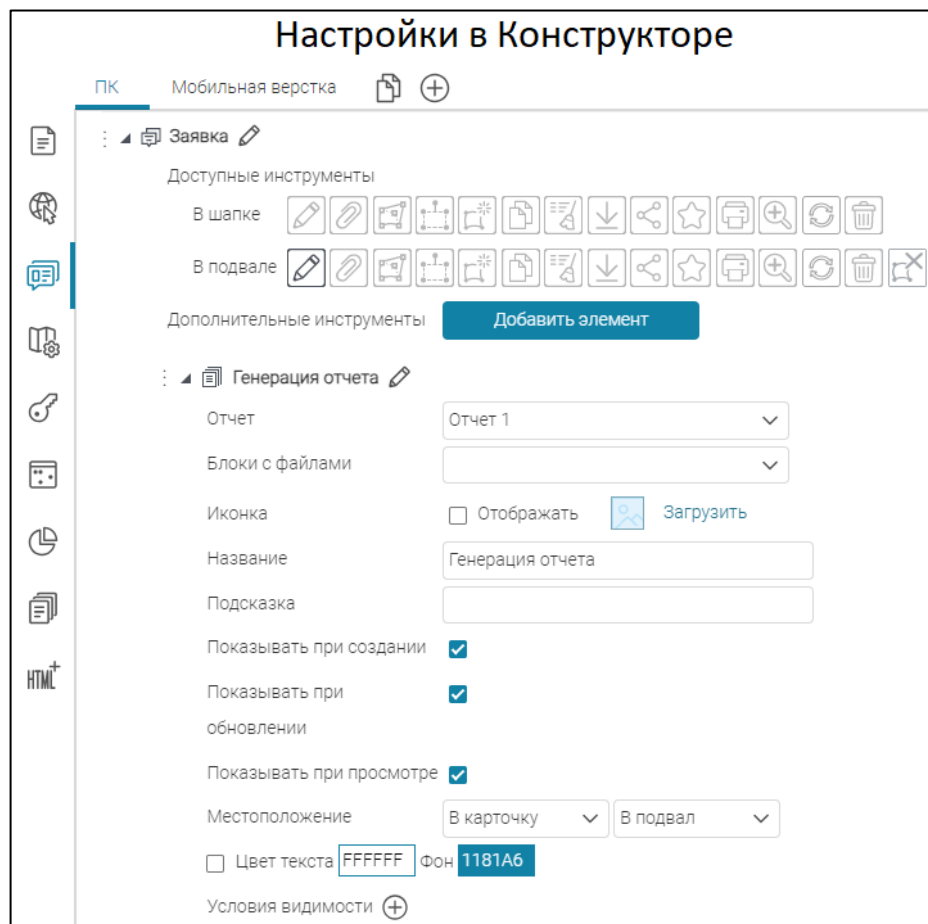 Настройки в Конструкторе
ПК Мобильная верстка
Заявка
Доступные инструменты
В шапке
В подвале
Дополнительные инструменты Добавить элемент
Генерация отчета
Отчет Отчет 1
Блоки с файлами
Иконка Отображать Загрузить
Название Генерация отчета
Подсказка
Показывать при создании
Показывать при
обновлении
Показывать при просмотре
Местоположение В карточку В подвал
Цвет текста FFFFFF Фон 1181A6
HTML+
Условия видимости